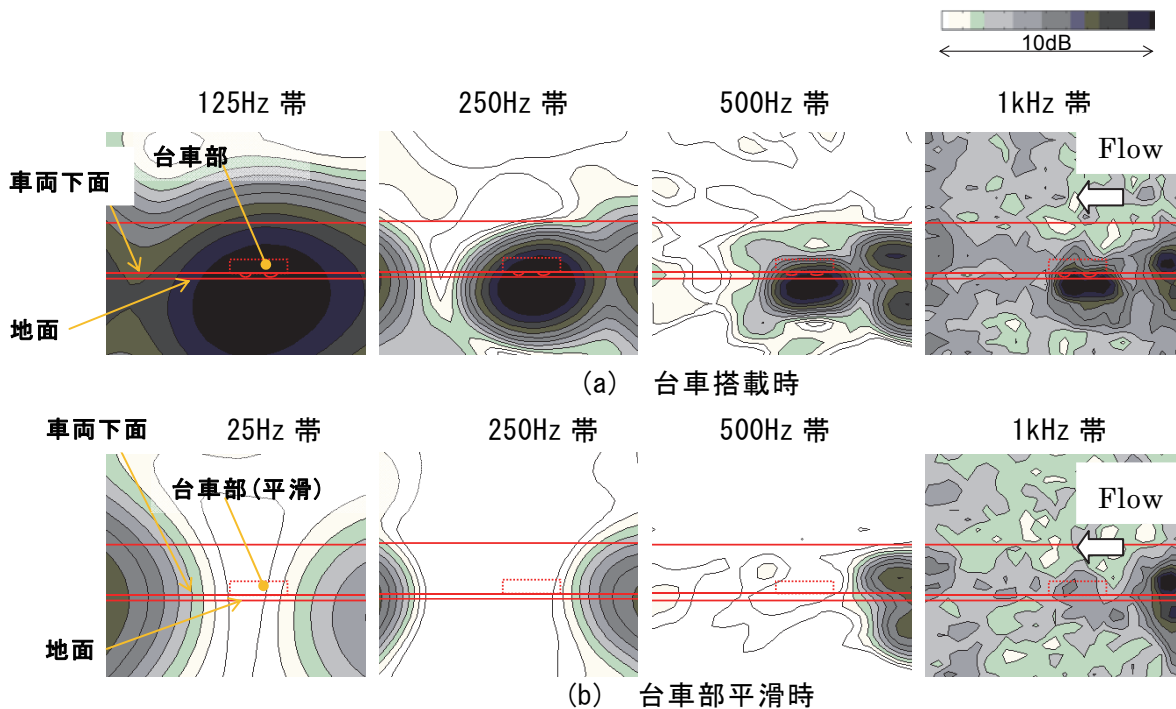 10dB
125Hz 帯
250Hz 帯
500Hz 帯
1kHz 帯
台車部
車両下面
地面
Flow
(a) 台車搭載時
25Hz 帯
250Hz 帯
500Hz 帯
1kHz 帯
車両下面
台車部(平滑)
地面
Flow
(b) 台車部平滑時